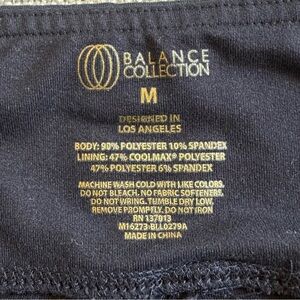 BALANCE
COLLECTION
M
DESIGNED IN
LOS ANGELES
BODY: 90% POLYESTER 10% SPANDEX
LINING: 47% COOLMAX® POLYESTER
47% POLYESTER 6% SPANDEX
MACHINE WASH COLD WITH LIKE COLORS.
DO NOT BLEACH. NO FABRIC SOFTENERS.
DO NOT WRING. TUMBLE DRY LOW.
REMOVE PROMPTLY. DO NOT IRON
RN 137013
M16273-BLL0279A
MADE IN CHINA